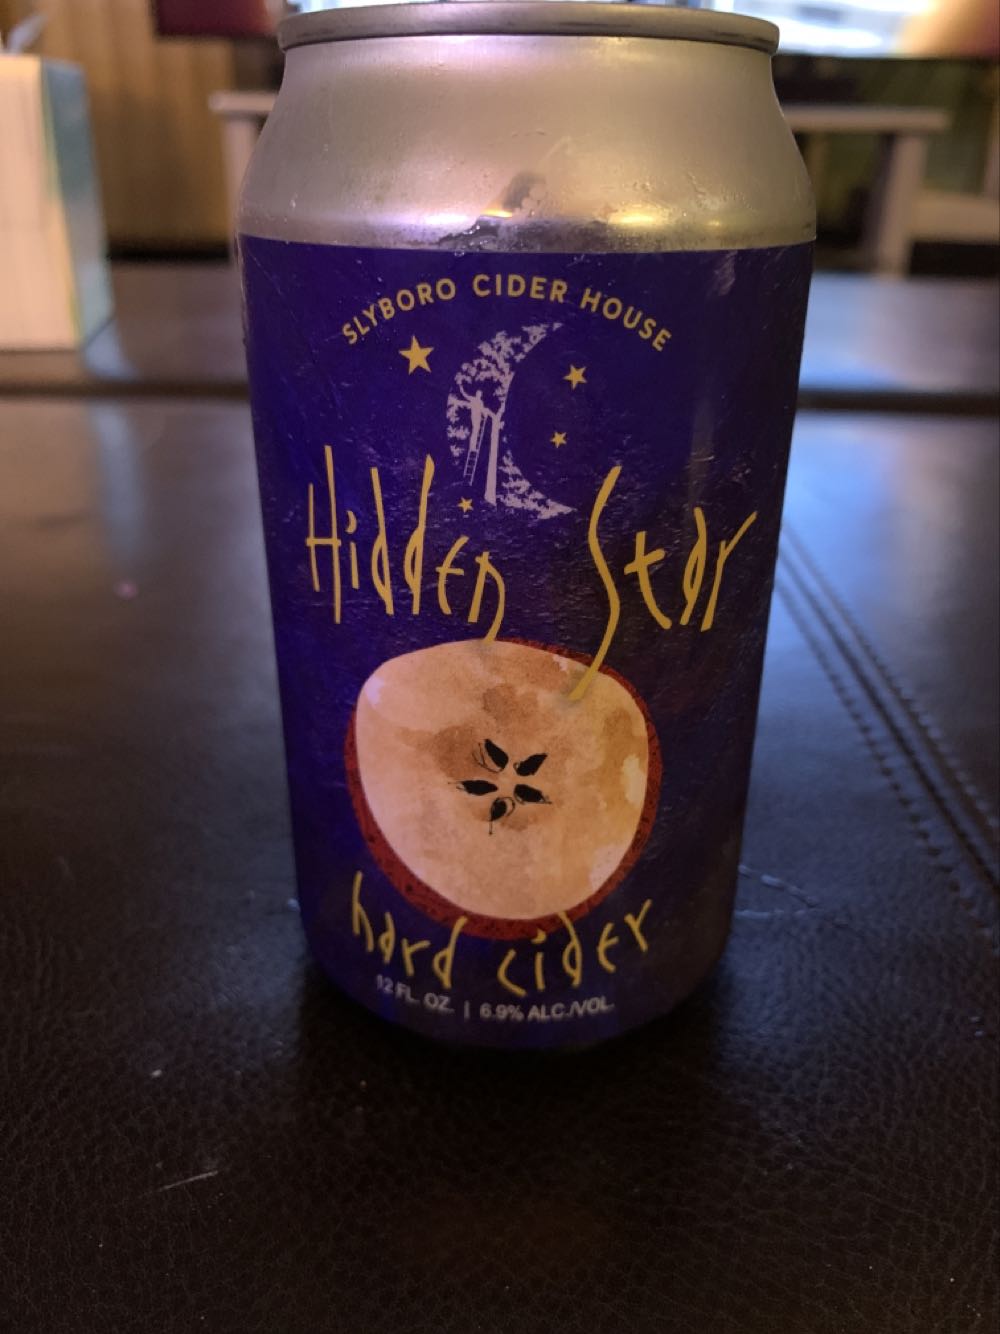 SLYBORO CIDER HOUSE
Hidden Star
hard cider
12 FL. OZ. | 6.9% ALC./VOL.